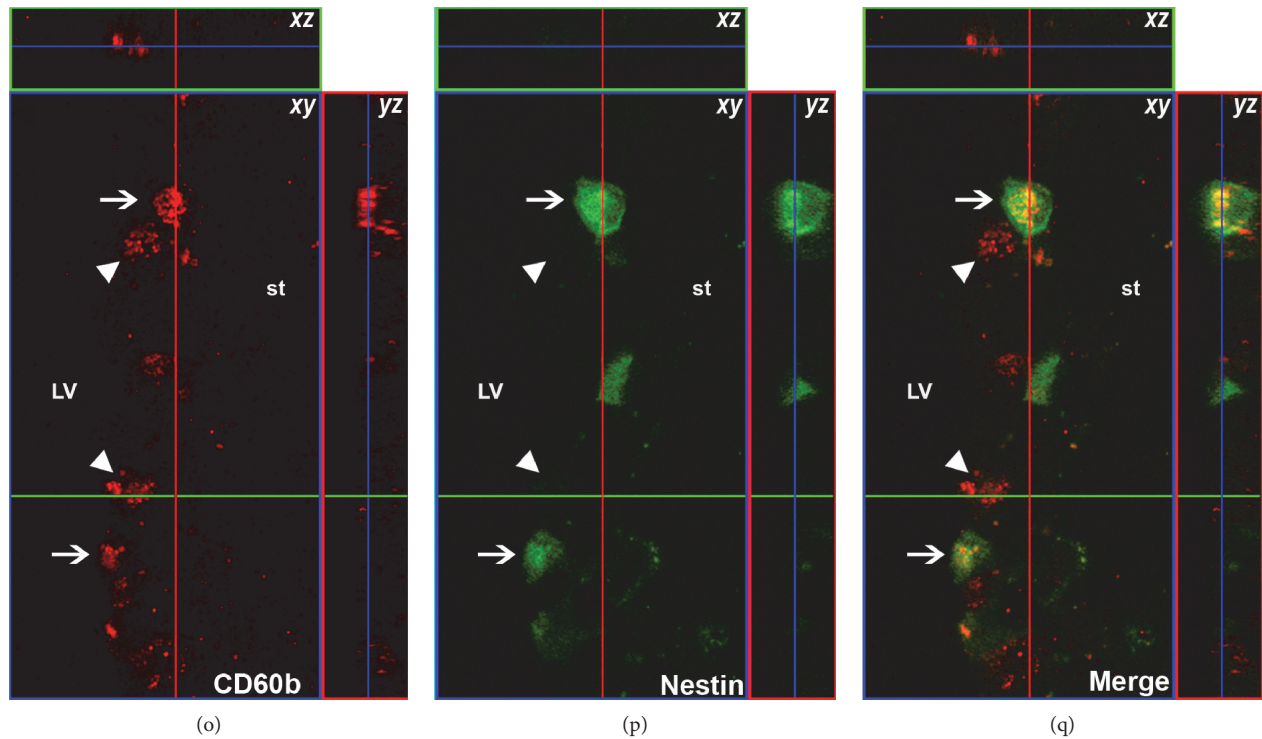 xz
xy
yz
st
LV
CD60b
(o)
xz
xy
yz
st
LV
Nestin
(p)
xz
xy
yz
st
LV
Merge
(q)